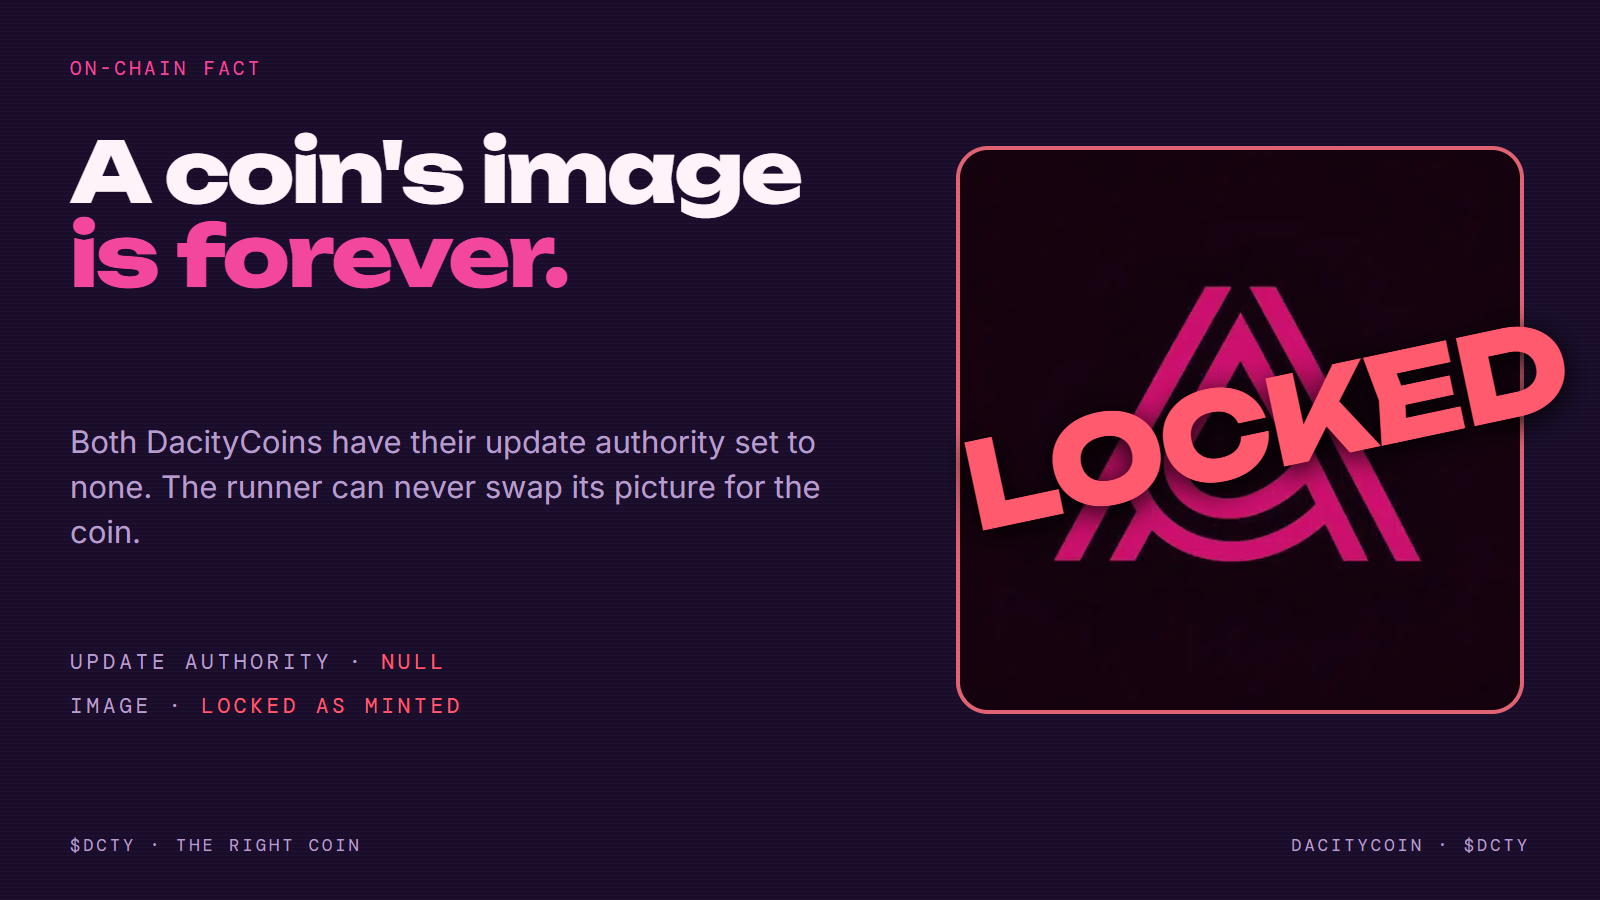 ON-CHAIN FACT
A coin's image
is forever.
Both DacityCoins have their update authority set to
none. The runner can never swap its picture for the
coin.
UPDATE AUTHORITY · NULL
IMAGE · LOCKED AS MINTED
LOCKED
$DCTY · THE RIGHT COIN
DACITYCOIN · $DCTY